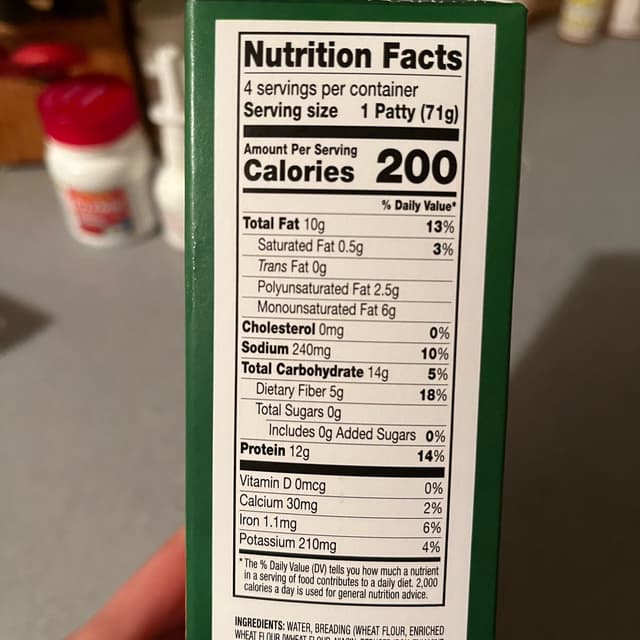 Nutrition Facts
4 servings per container
Serving size 1 Patty (71g)
Amount Per Serving
Calories 200
% Daily Value*
Total Fat 10g 13%
Saturated Fat 0.5g 3%
Trans Fat 0g
Polyunsaturated Fat 2.5g
Monounsaturated Fat 6g
Cholesterol 0mg 0%
Sodium 240mg 10%
Total Carbohydrate 14g 5%
Dietary Fiber 5g 18%
Total Sugars 0g
Includes 0g Added Sugars 0%
Protein 12g 14%
Vitamin D 0mcg 0%
Calcium 30mg 2%
Iron 1.1mg 6%
Potassium 210mg 4%
* The % Daily Value (DV) tells you how much a nutrient
in a serving of food contributes to a daily diet. 2,000
calories a day is used for general nutrition advice.
INGREDIENTS: WATER, BREADING (WHEAT FLOUR, ENRICHED
WHEAT FLOUR